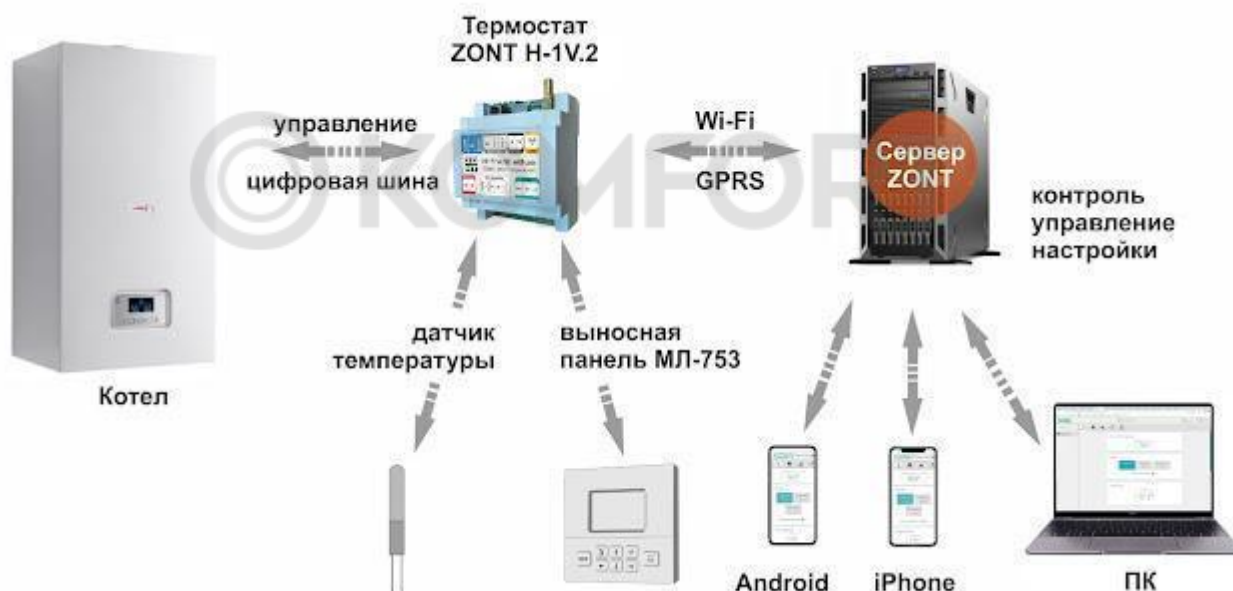 Термостат
ZONT H-1V.2
управление
цифровая шина
Wi-Fi
GPRS
Сервер
ZONT
контроль
управление
настройки
KOMFOR
датчик
температуры
выносная
панель МЛ-753
Котел
Android
iPhone
ПК